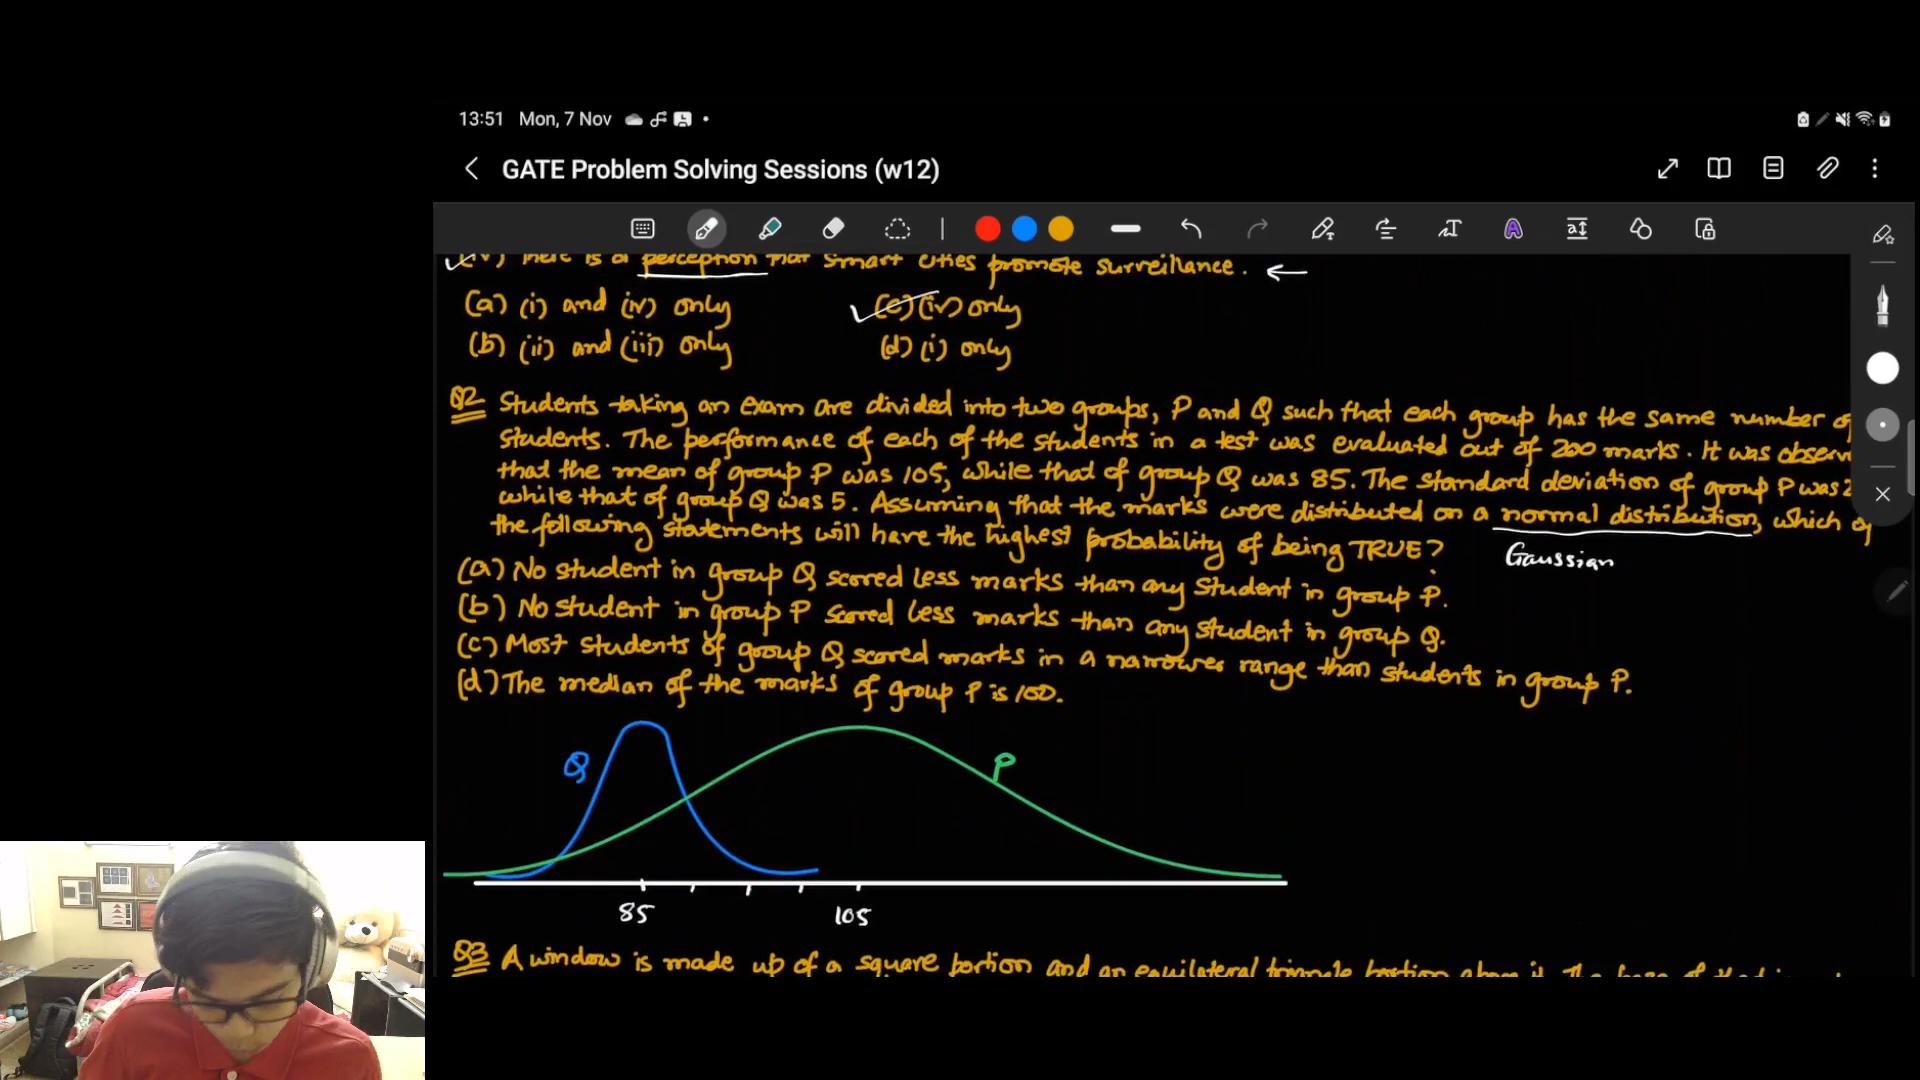 13:51 Mon, 7 Nov
GATE Problem Solving Sessions (w12)
There is a perception that smart cities promote surveillance.
(a) (i) and (iv) only (c) (iv) only
(b) (ii) and (iii) only (d) (i) only
Q2 Students taking an exam are divided into two groups, P and Q such that each group has the same number of
students. The performance of each of the students in a test was evaluated out of 200 marks. It was
that the mean of group P was 105, while that of group Q was 85. The standard deviation of group P was
while that of group Q was 5. Assuming that the marks were distributed on a normal distribution, which of
the following statements will have the highest probability of being TRUE?
Gaussian
(a) No student in group Q scored less marks than any student in group P.
(b) No student in group P scored less marks than any student in group Q.
(c) Most students of group Q scored marks in a narrower range than students in group P.
(d) The median of the marks of group P is 100.
Q
P
85 105
Q3 A window is made up of a square portion and an equilateral triangle portion above it. The base of